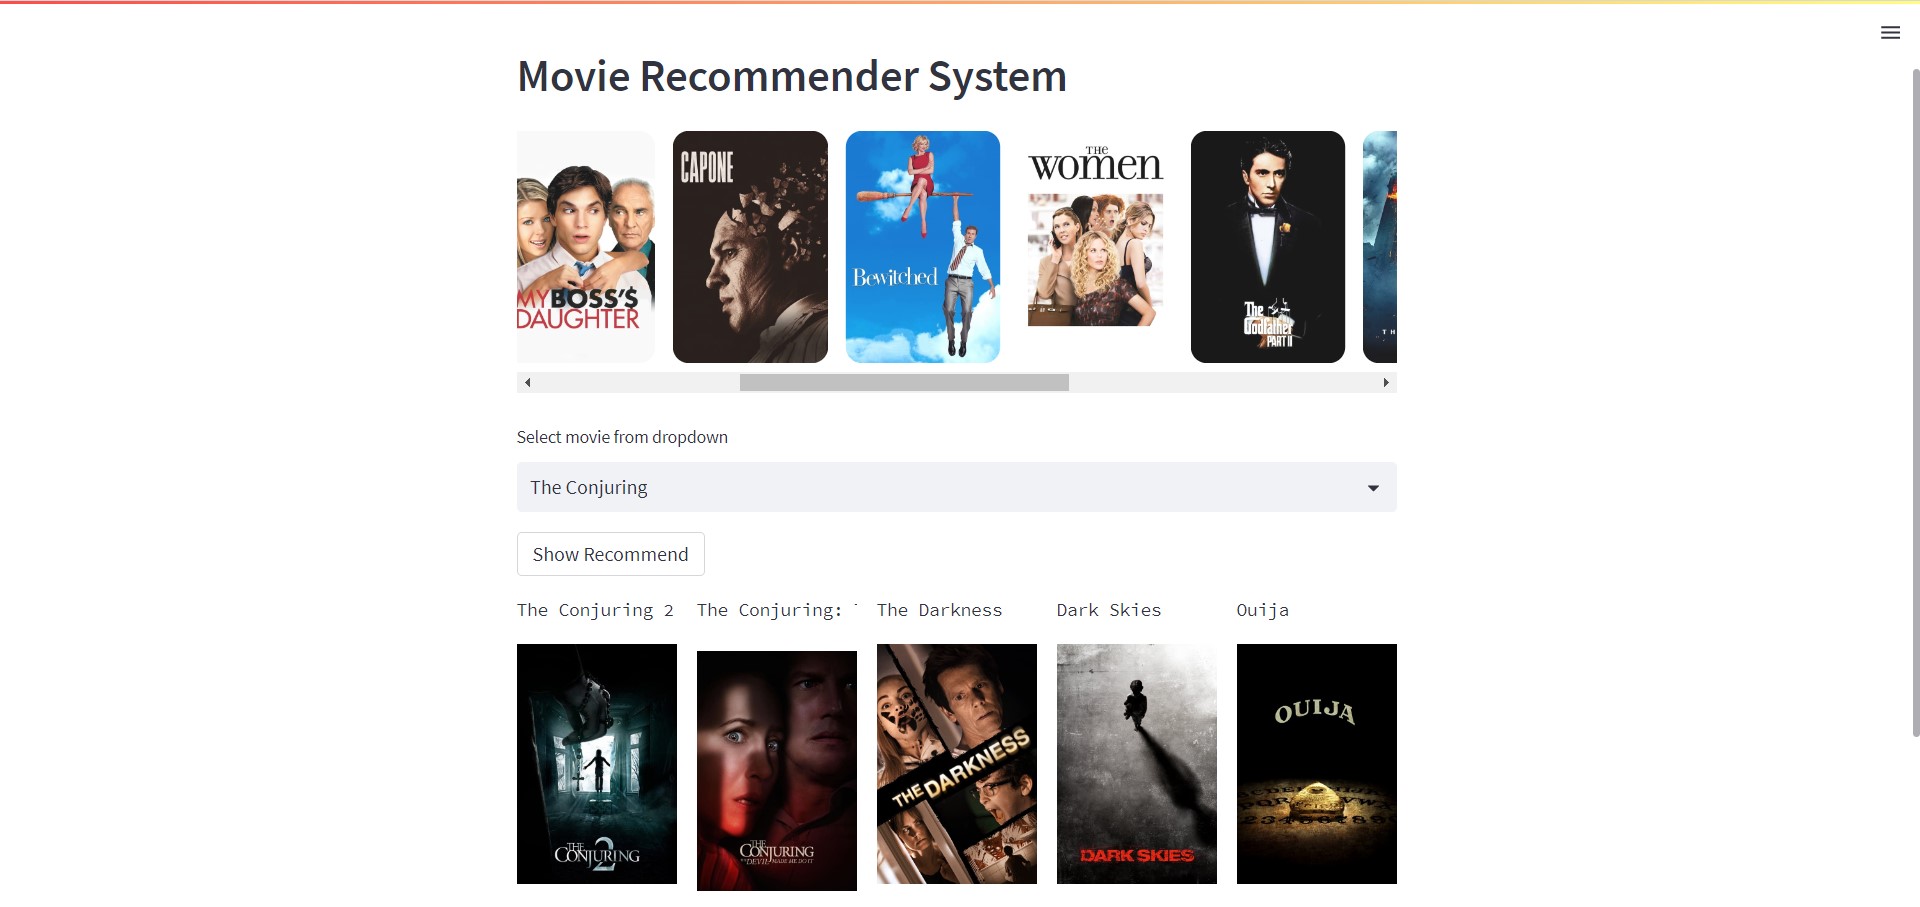 Movie Recommender System
MY BOSS'S
DAUGHTER
CAPONE
Bewitched
THE
women
The
Godfather
PART II
TH
Select movie from dropdown
The Conjuring
Show Recommend
The Conjuring 2
The Conjuring:
The Darkness
Dark Skies
Ouija
THE
CONJURING
2
THE
CONJURING
THE DEVIL MADE ME DO IT
THE DARKNESS
DARK SKIES
OUIJA